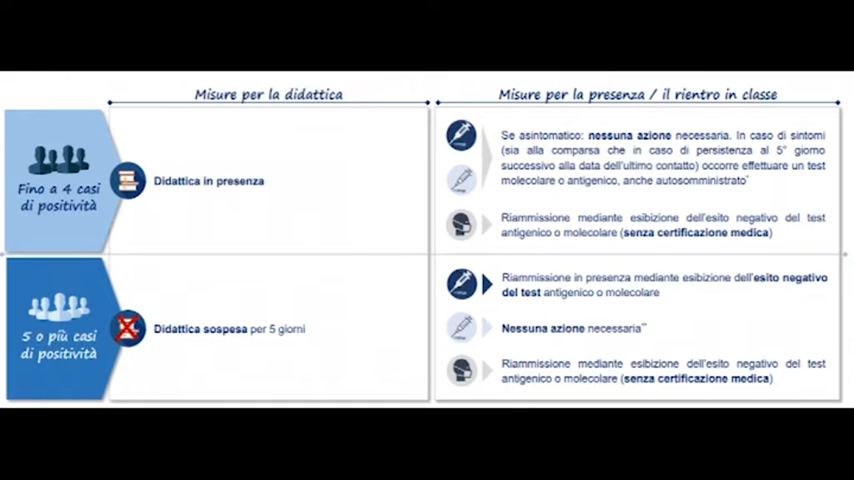 Misure per la didattica
Misure per la presenza / il rientro in classe
Fino a 4 casi
di positività
Didattica in presenza
Se asintomatico: nessuna azione necessaria. In caso di sintomi
(sia alla comparsa che in caso di persistenza al 5° giorno
successivo alla data dell'ultimo contatto) occorre effettuare un test
molecolare o antigenico, anche autosomministrato*
Riammissione mediante esibizione dell'esito negativo del test
antigenico o molecolare (senza certificazione medica)
5 o più casi
di positività
Didattica sospesa per 5 giorni
Riammissione in presenza mediante esibizione dell'esito negativo
del test antigenico o molecolare
Nessuna azione necessaria**
Riammissione mediante esibizione dell'esito negativo del test
antigenico o molecolare (senza certificazione medica)